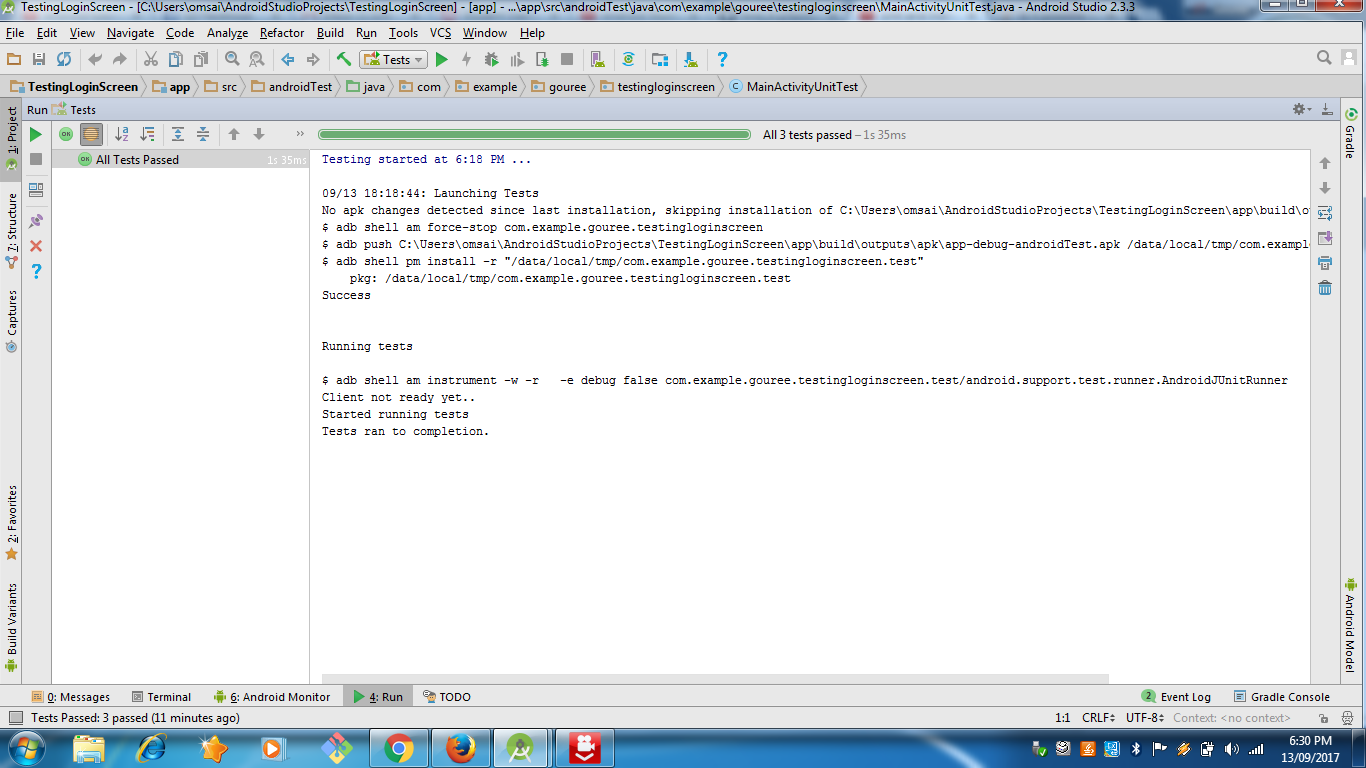 TestingLoginScreen - [C:\Users\omsai\AndroidStudioProjects\TestingLoginScreen] - [app] - ...\app\src\androidTest\java\com\example\gouree\testingloginscreen\MainActivityUnitTest.java - Android Studio 2.3.3
File Edit View Navigate Code Analyze Refactor Build Run Tools VCS Window Help
Tests
TestingLoginScreen app src androidTest java com example gouree testingloginscreen MainActivityUnitTest
Run Tests
All 3 tests passed – 1s 35ms
All Tests Passed 1s 35ms
Testing started at 6:18 PM ...
09/13 18:18:44: Launching Tests
No apk changes detected since last installation, skipping installation of C:\Users\omsai\AndroidStudioProjects\TestingLoginScreen\app\build\o
$ adb shell am force-stop com.example.gouree.testingloginscreen
$ adb push C:\Users\omsai\AndroidStudioProjects\TestingLoginScreen\app\build\outputs\apk\app-debug-androidTest.apk /data/local/tmp/com.exampl
$ adb shell pm install -r "/data/local/tmp/com.example.gouree.testingloginscreen.test"
pkg: /data/local/tmp/com.example.gouree.testingloginscreen.test
Success
Running tests
$ adb shell am instrument -w -r   -e debug false com.example.gouree.testingloginscreen.test/android.support.test.runner.AndroidJUnitRunner
Client not ready yet..
Started running tests
Tests ran to completion.
1: Project
7: Structure
Captures
2: Favorites
Build Variants
Gradle
Android Model
0: Messages Terminal 6: Android Monitor 4: Run TODO 2 Event Log Gradle Console
Tests Passed: 3 passed (11 minutes ago) 1:1 CRLF UTF-8 Context: <no context>
6:30 PM
13/09/2017